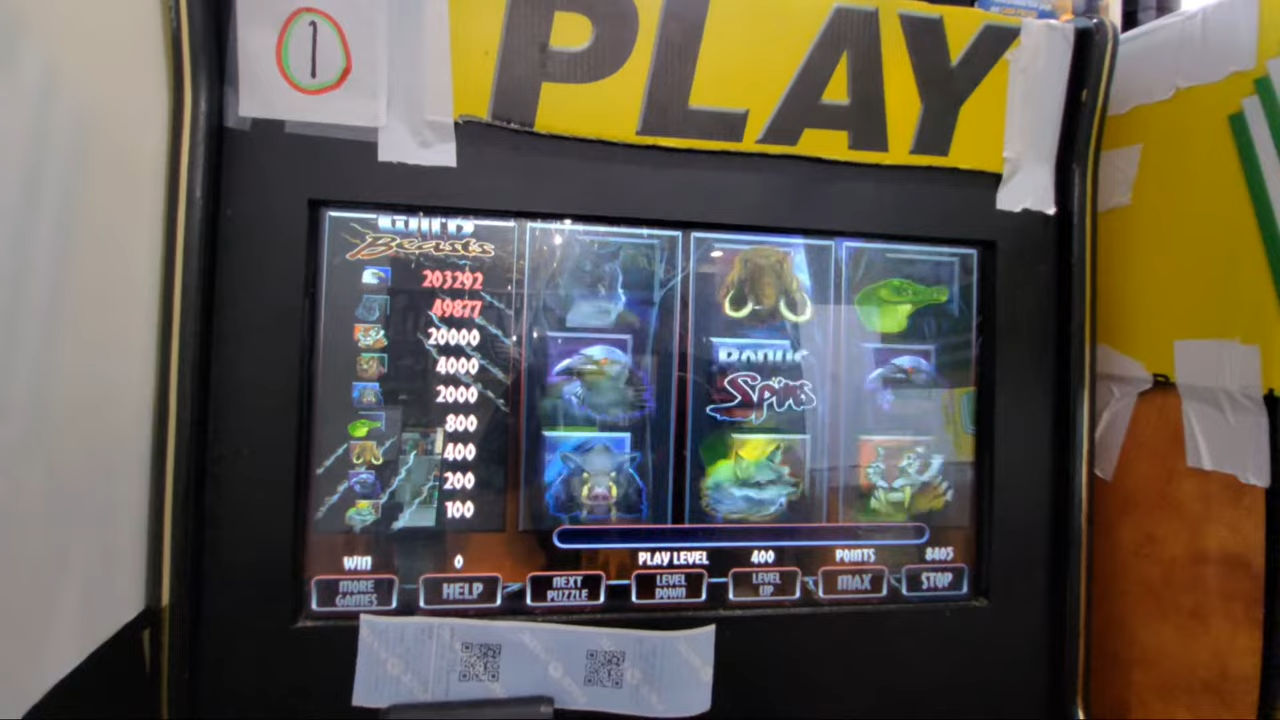 1
PLAY
Wild
Beasts
203292
49877
20000
4000
2000
800
400
200
100
BONUS
Spins
WIN 0 PLAY LEVEL 400 POINTS 8405
MORE GAMES
HELP
NEXT PUZZLE
LEVEL DOWN
LEVEL UP
MAX
STOP